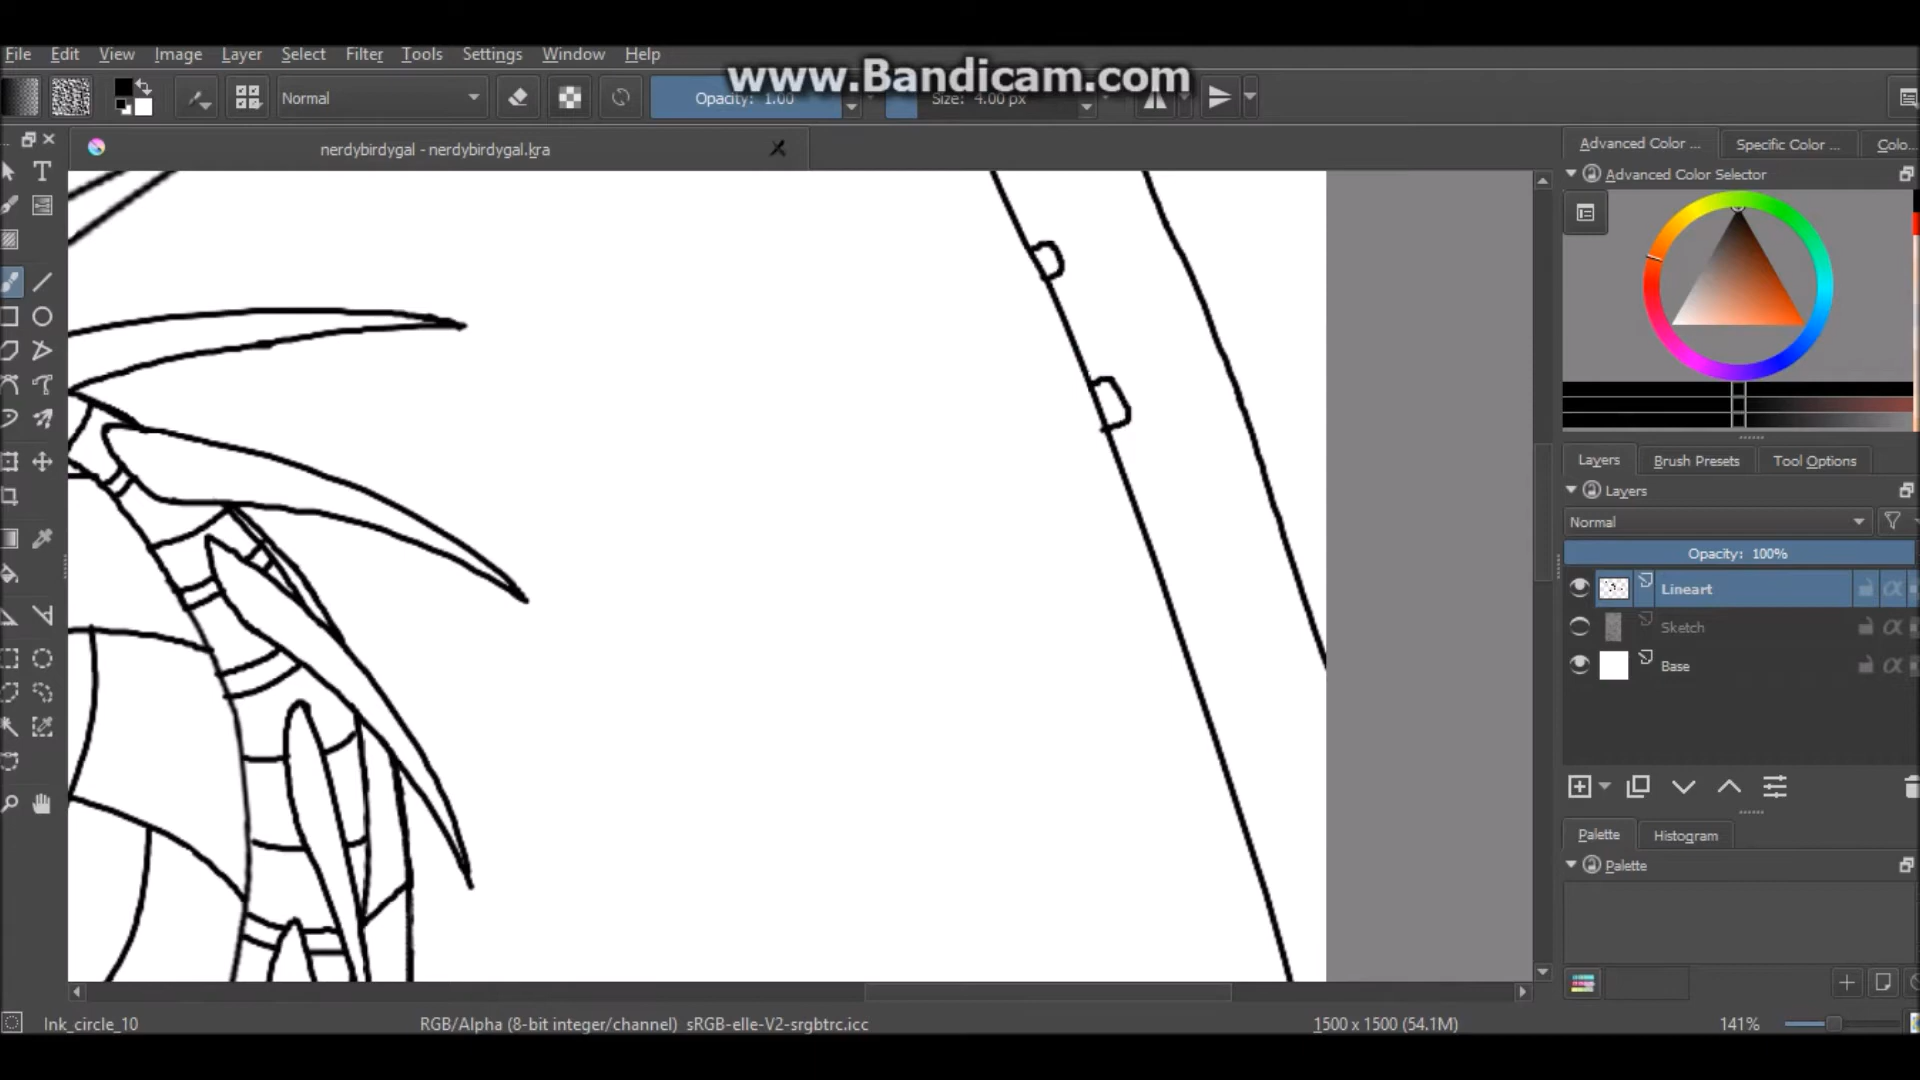 File Edit View Image Layer Select Filter Tools Settings Window Help
www.Bandicam.com
Normal Opacity: 1.00 Size: 4.00 px
nerdybirdygal - nerdybirdygal.kra
Advanced Color ... Specific Color ... Colo...
Advanced Color Selector
Layers Brush Presets Tool Options
Layers
Normal
Opacity: 100%
Lineart
Sketch
Base
Palette Histogram
Palette
Ink_circle_10 RGB/Alpha (8-bit integer/channel) sRGB-elle-V2-srgbtrc.icc 1500 x 1500 (54.1M) 141%